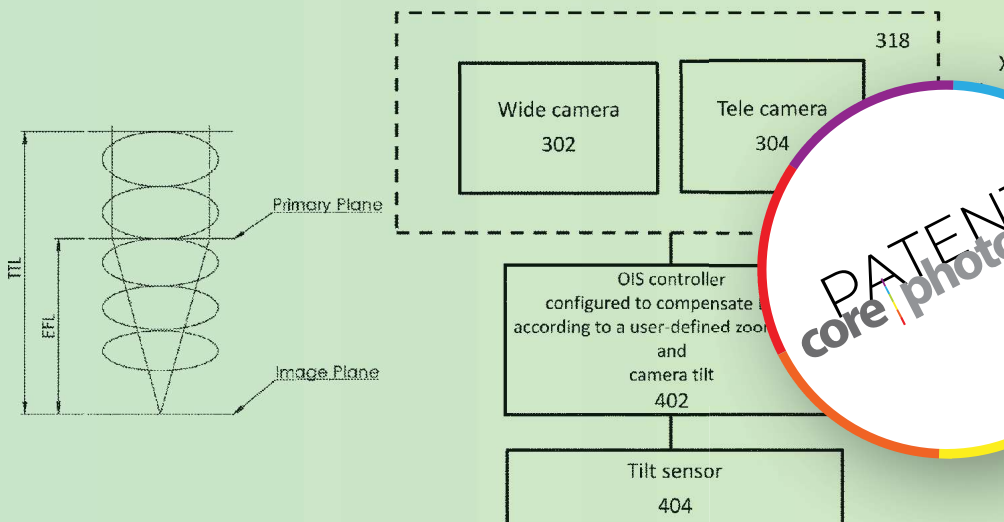 TTL
EFL
Primary Plane
Image Plane
318
Wide camera
302
Tele camera
304
OIS controller
configured to compensate
according to a user-defined zoo
and
camera tilt
402
Tilt sensor
404
X
PATENT
core photo